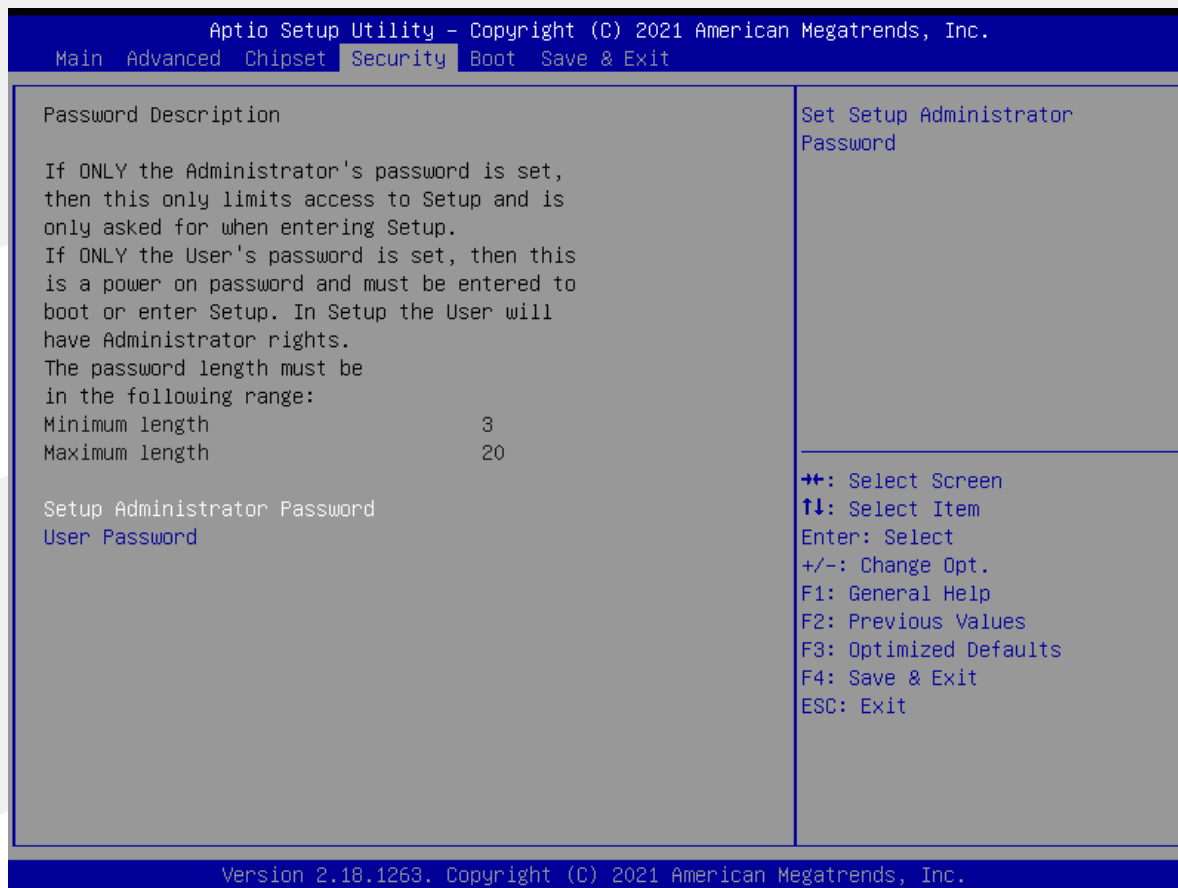 Aptio Setup Utility – Copyright (C) 2021 American Megatrends, Inc.
Main Advanced Chipset Security Boot Save & Exit
Password Description
If ONLY the Administrator's password is set,
then this only limits access to Setup and is
only asked for when entering Setup.
If ONLY the User's password is set, then this
is a power on password and must be entered to
boot or enter Setup. In Setup the User will
have Administrator rights.
The password length must be
in the following range:
Minimum length 3
Maximum length 20
Setup Administrator Password
User Password
Set Setup Administrator
Password
→←: Select Screen
↑↓: Select Item
Enter: Select
+/-: Change Opt.
F1: General Help
F2: Previous Values
F3: Optimized Defaults
F4: Save & Exit
ESC: Exit
Version 2.18.1263. Copyright (C) 2021 American Megatrends, Inc.